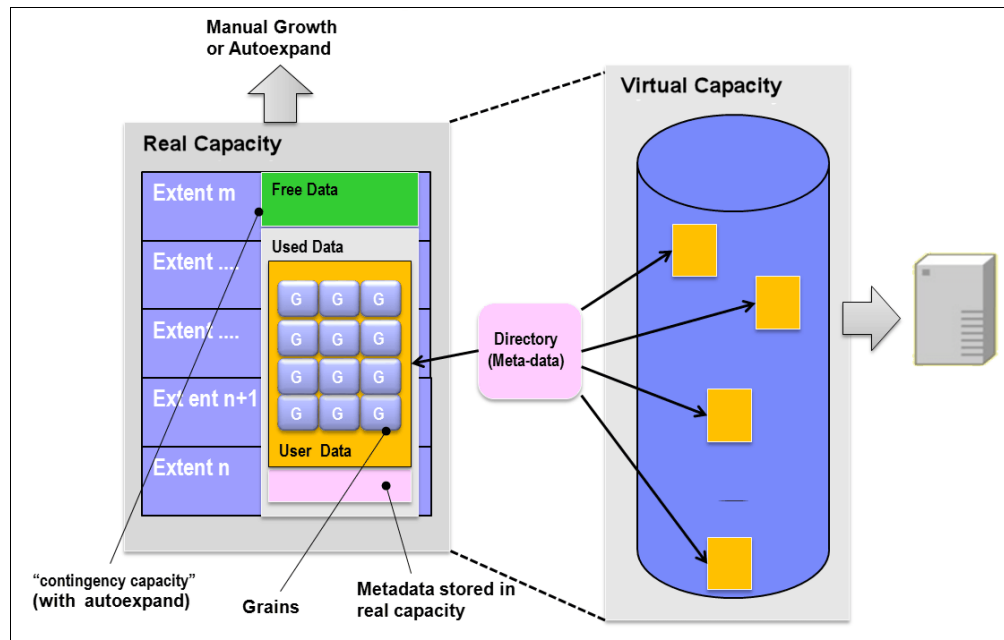 Manual Growth
or Autoexpand
Real Capacity
Virtual Capacity
Extent m
Free Data
Extent ....
Used Data
Extent ....
G G G
G G G
G G G
G G G
Ext ent n+1
User Data
Extent n
Directory
(Meta-data)
“contingency capacity”
(with autoexpand)
Grains
Metadata stored in
real capacity